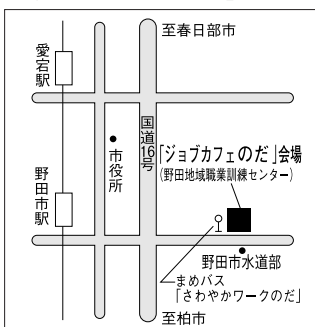 至春日部市
愛宕駅
国道16号
市役所
「ジョブカフェのだ」会場
(野田地域職業訓練センター)
野田市駅
野田市水道部
まめバス
「さわやかワークのだ」
至柏市